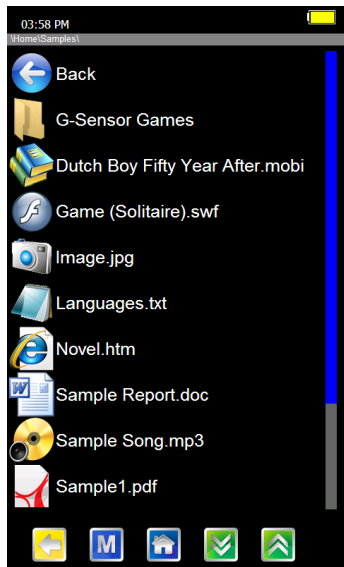 03:58 PM
\Home\Samples\
Back
G-Sensor Games
Dutch Boy Fifty Year After.mobi
Game (Solitaire).swf
Image.jpg
Languages.txt
Novel.htm
W
Sample Report.doc
Sample Song.mp3
Sample1.pdf
M